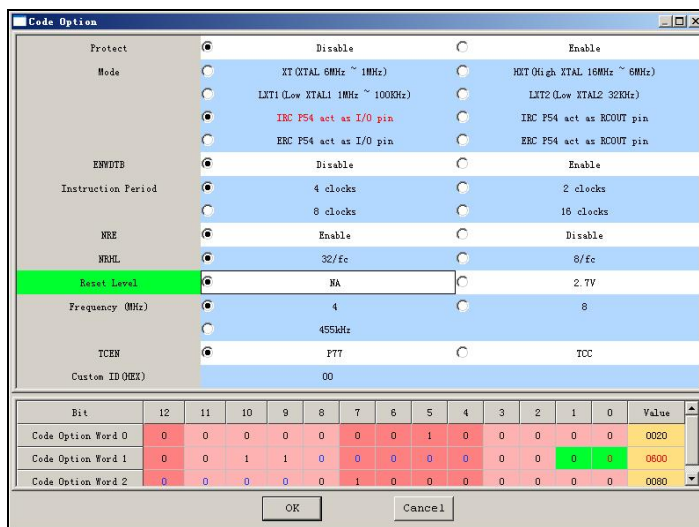 Code Option
Protect Disable Enable
Mode XT(XTAL 6MHz ~ 1MHz) HXT(High XTAL 16MHz ~ 6MHz)
LXT1(Low XTAL1 1MHz ~ 100KHz) LXT2(Low XTAL2 32KHz)
IRC P54 act as I/O pin IRC P54 act as RCOUT pin
ERC P54 act as I/O pin ERC P54 act as RCOUT pin
ENWDTB Disable Enable
Instruction Period 4 clocks 2 clocks
8 clocks 16 clocks
NRE Enable Disable
NRHL 32/fc 8/fc
Reset Level NA 2.7V
Frequency (MHz) 4 8
455kHz
TCEN P77 TCC
Custom ID(HEX) 00
Bit 12 11 10 9 8 7 6 5 4 3 2 1 0 Value
Code Option Word 0 0 0 0 0 0 0 0 1 0 0 0 0 0 0020
Code Option Word 1 0 0 1 1 0 0 0 0 0 0 0 0 0 0600
Code Option Word 2 0 0 0 0 0 1 0 0 0 0 0 0 0 0080
OK Cancel